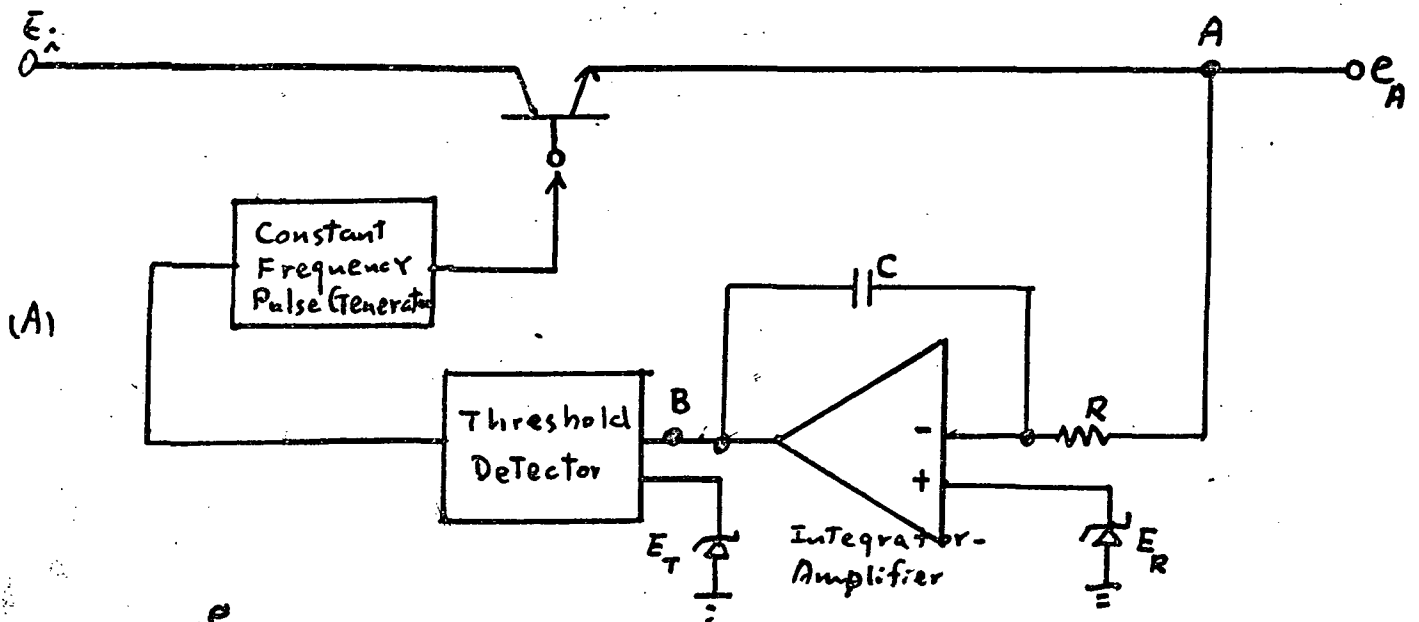 Ei
A
eA
Constant
Frequency
Pulse Generator
(A)
C
B
R
Threshold
Detector
-
+
ET
Integrator-
Amplifier
ER